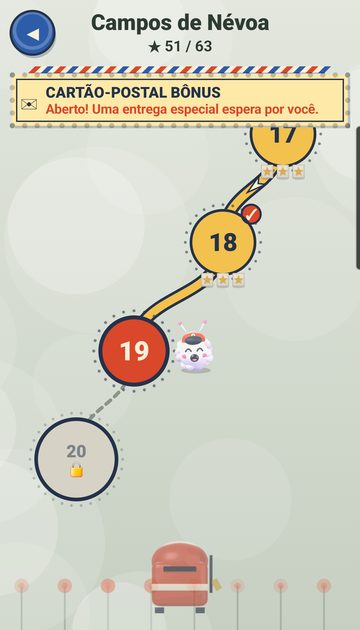 Campos de Névoa
★ 51 / 63
CARTÃO-POSTAL BÔNUS
Aberto! Uma entrega especial espera por você.
17
18
19
20